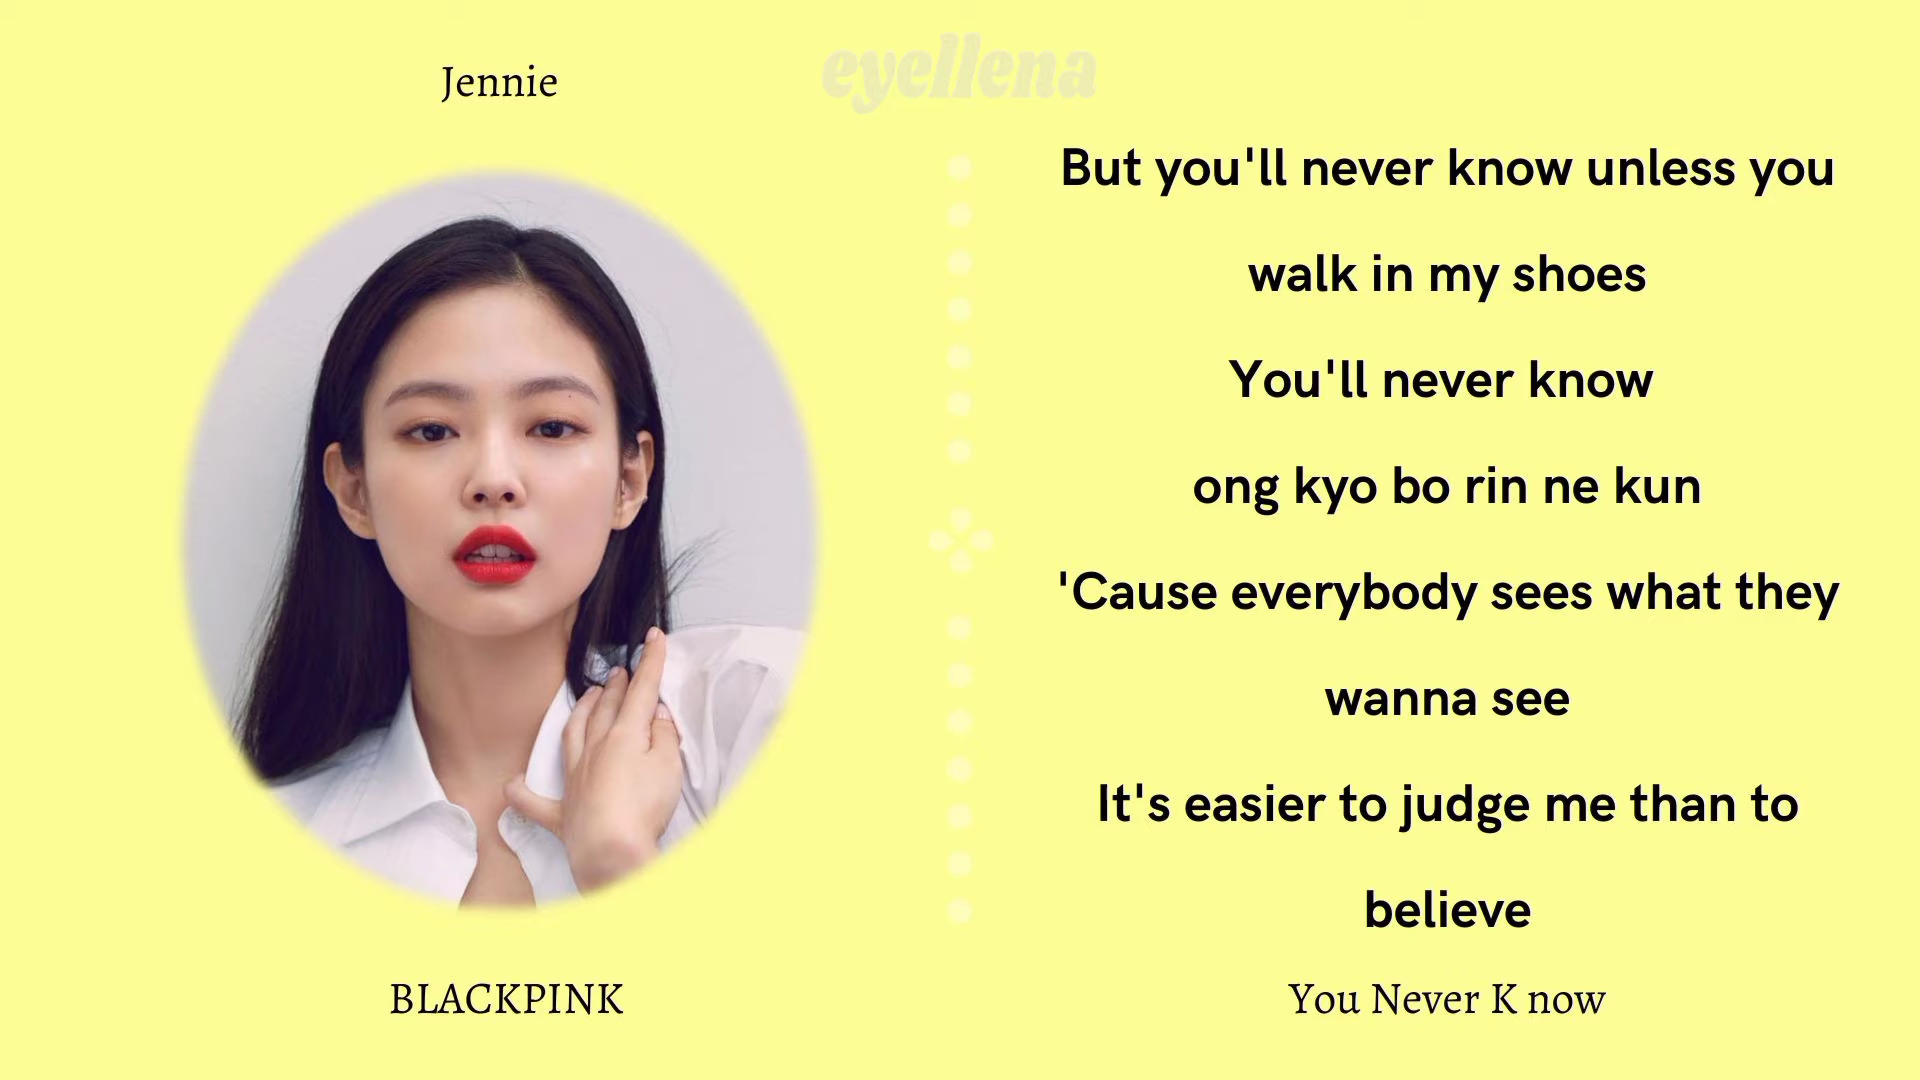 eyellena
Jennie
But you'll never know unless you
walk in my shoes
You'll never know
ong kyo bo rin ne kun
'Cause everybody sees what they
wanna see
It's easier to judge me than to
believe
BLACKPINK
You Never K now